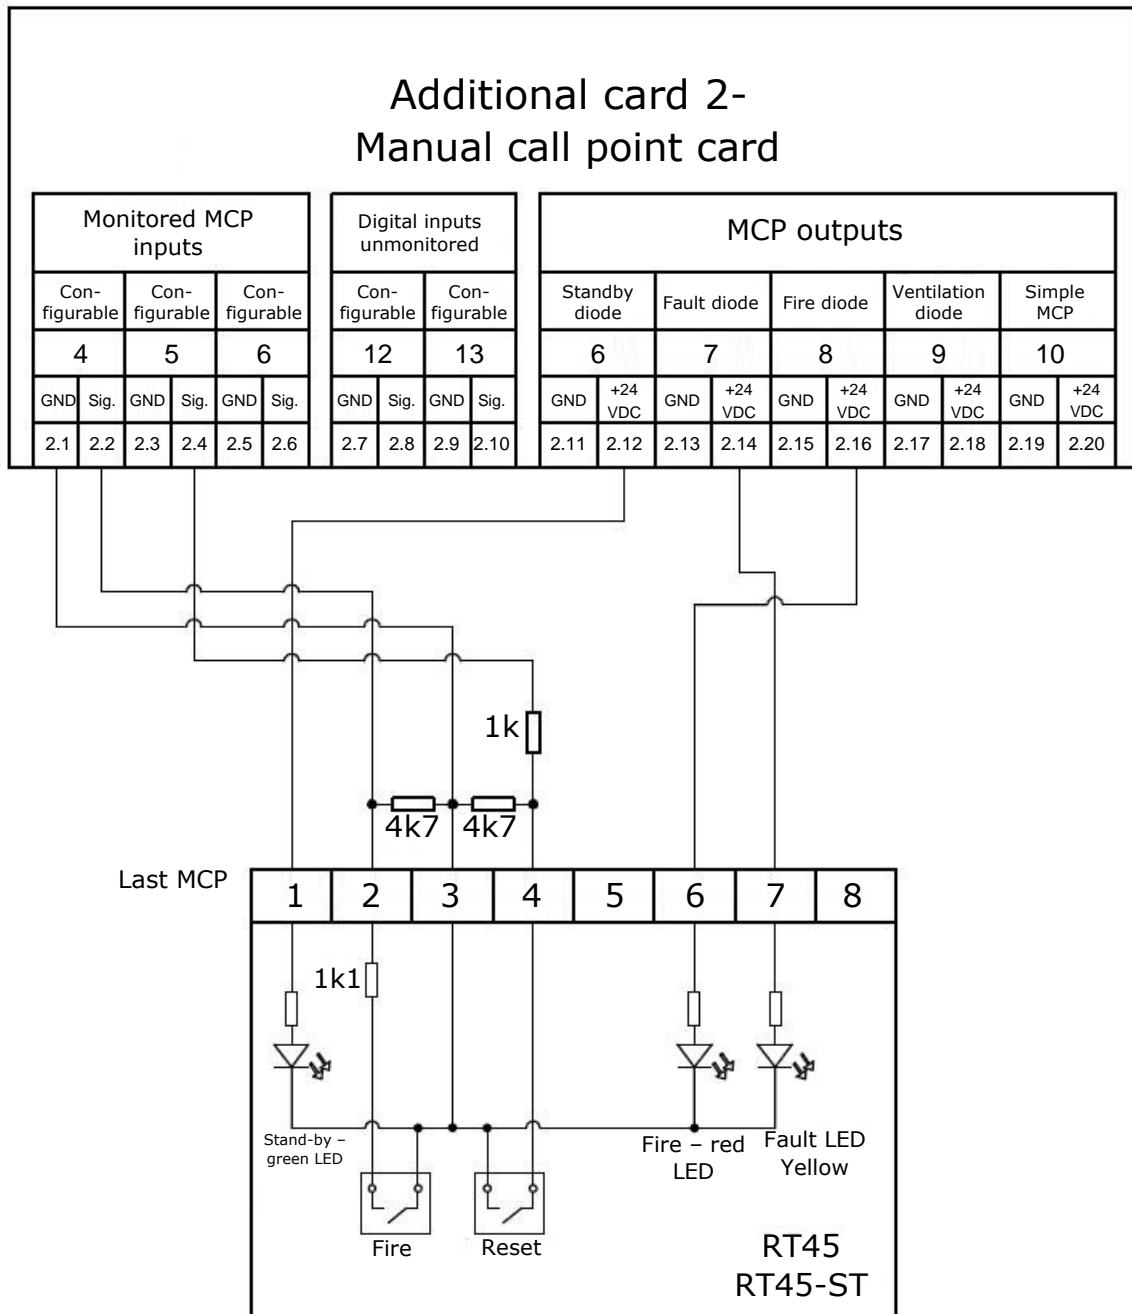 Additional card 2-
Manual call point card
Monitored MCP
inputs
Digital inputs
unmonitored
MCP outputs
Con-
figurable
Con-
figurable
Con-
figurable
Con-
figurable
Con-
figurable
Standby
diode
Fault diode
Fire diode
Ventilation
diode
Simple
MCP
4 5 6 12 13 6 7 8 9 10
GND Sig. GND Sig. GND Sig. GND Sig. GND Sig. GND +24 VDC GND +24 VDC GND +24 VDC GND +24 VDC GND +24 VDC
2.1 2.2 2.3 2.4 2.5 2.6 2.7 2.8 2.9 2.10 2.11 2.12 2.13 2.14 2.15 2.16 2.17 2.18 2.19 2.20
1k
4k7 4k7
Last MCP
1 2 3 4 5 6 7 8
1k1
Stand-by –
green LED
Fire – red
LED
Fault LED
Yellow
Fire
Reset
RT45
RT45-ST